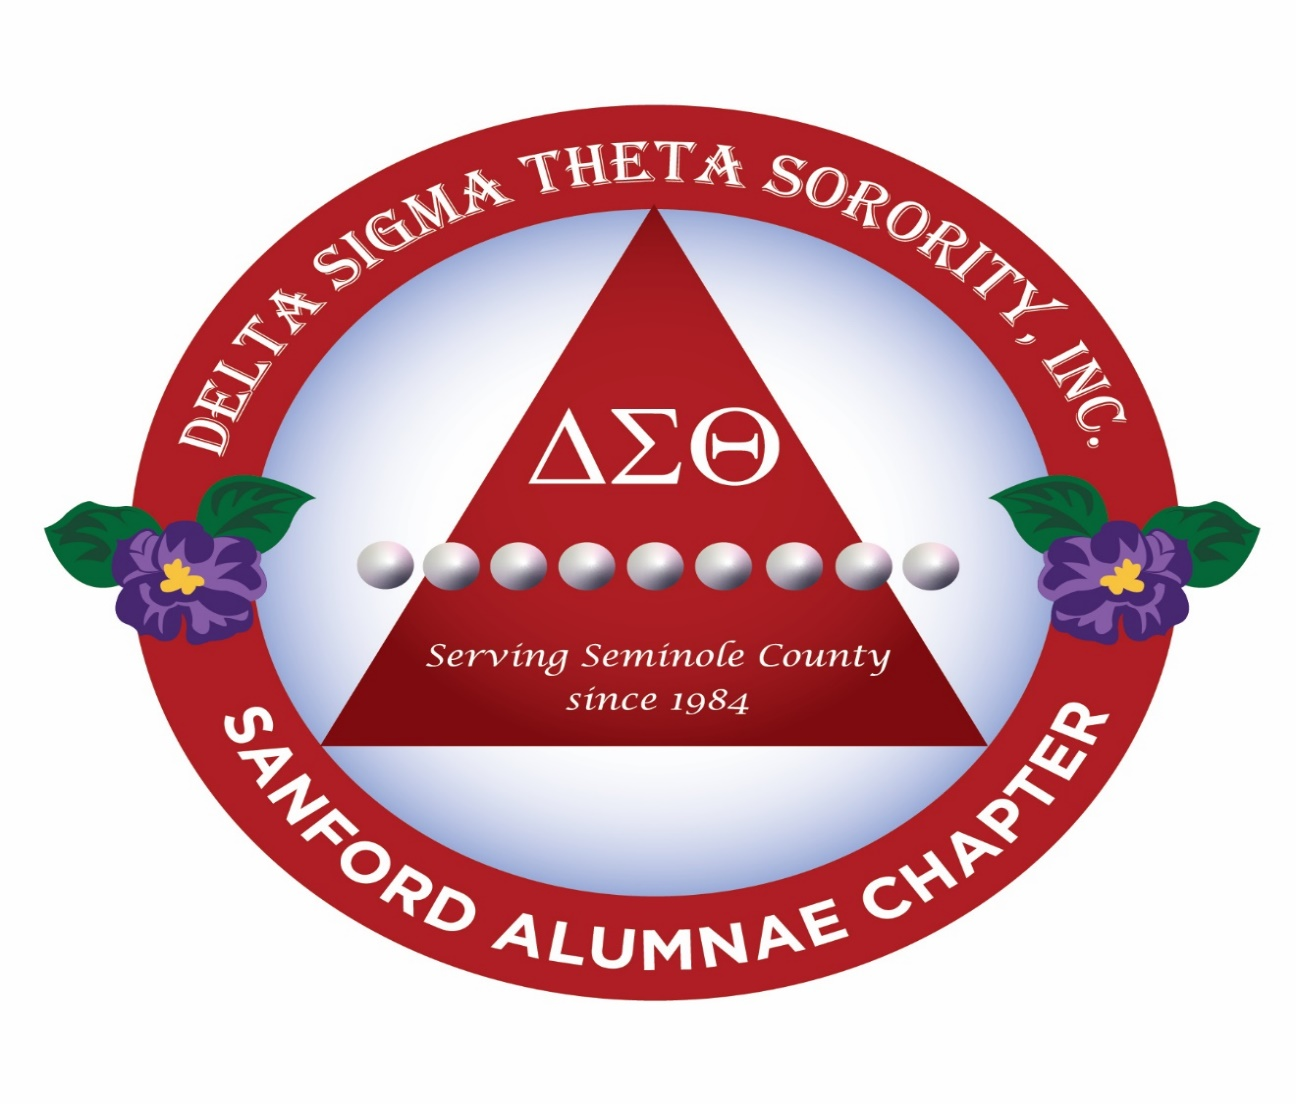 DELTA SIGMA THETA SORORITY, INC.
ΔΣΘ
Serving Seminole County
since 1984
SANFORD ALUMNAE CHAPTER